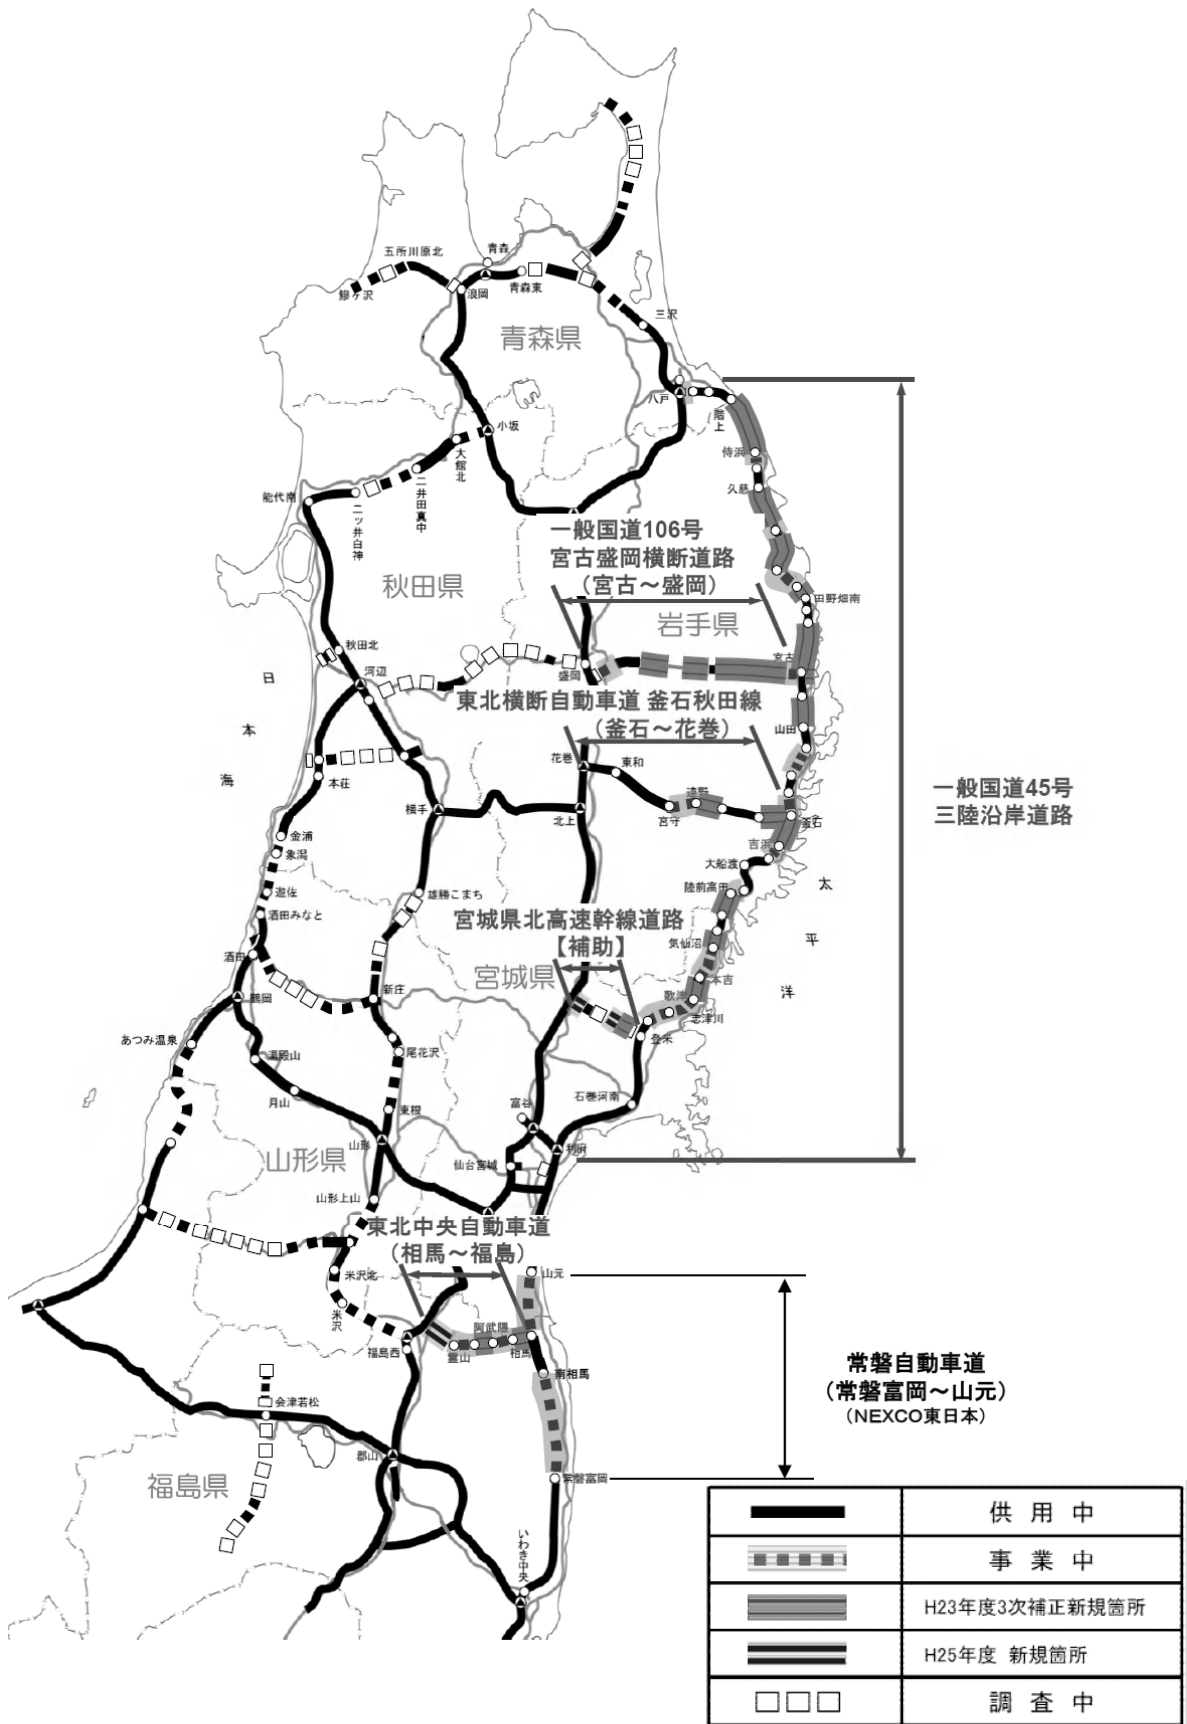 五所川原北
青森
鰺ヶ沢
浪岡
青森東
三沢
青森県
八戸
階上
小坂
大館北
侍浜
二井田真中
久慈
能代南
二ッ井白神
一般国道106号
宮古盛岡横断道路
（宮古～盛岡）
秋田県
田野畑南
岩手県
秋田北
宮古
河辺
盛岡
日本海
東北横断自動車道 釜石秋田線
（釜石～花巻）
山田
花巻
東和
本荘
遠野
一般国道45号
三陸沿岸道路
横手
北上
宮守
釜石
金浦
吉浜
象潟
大船渡
遊佐
雄勝こまち
陸前高田
太平洋
酒田みなと
宮城県北高速幹線道路
【補助】
気仙沼
酒田
宮城県
本吉
鶴岡
新庄
歌津
志津川
あつみ温泉
登米
湯殿山
尾花沢
月山
東根
富谷
石巻河南
山形
利府
山形県
仙台宮城
山形上山
東北中央自動車道
（相馬～福島）
米沢北
山元
米沢
阿武隈
福島西
霊山
相馬
常磐自動車道
（常磐富岡～山元）
（NEXCO東日本）
南相馬
会津若松
郡山
福島県
常磐富岡
いわき中央
供用中
事業中
H23年度3次補正新規箇所
H25年度 新規箇所
調査中